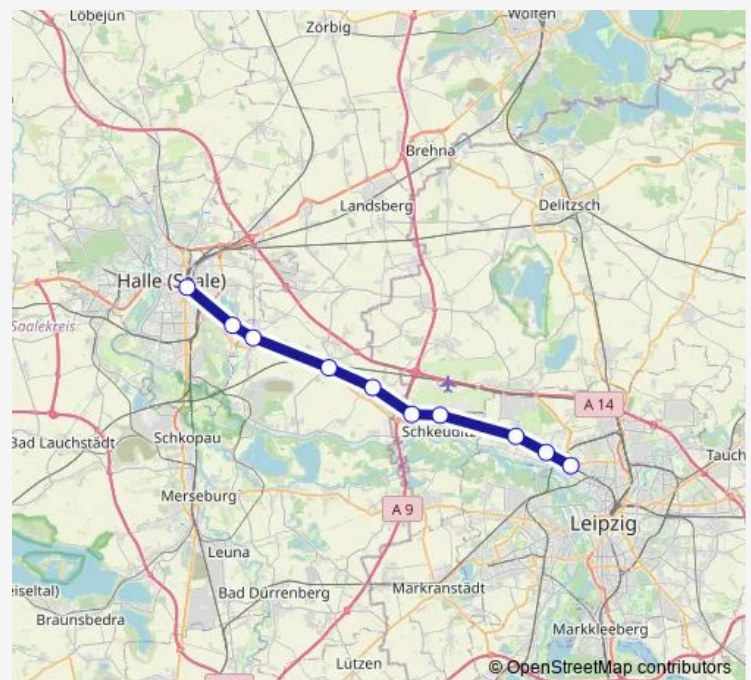 Löbejün
Zörbig
Wolfen
Brehna
Landsberg
Delitzsch
Halle (Saale)
Saalekreis
A 14
Schkeuditz
Bad Lauchstädt
Schkopau
Tauch
Merseburg
A 9
Leipzig
Leuna
eiseltal)
Bad Dürrenberg
Markranstädt
Braunsbedra
Markkleeberg
Lützen
© OpenStreetMap contributors